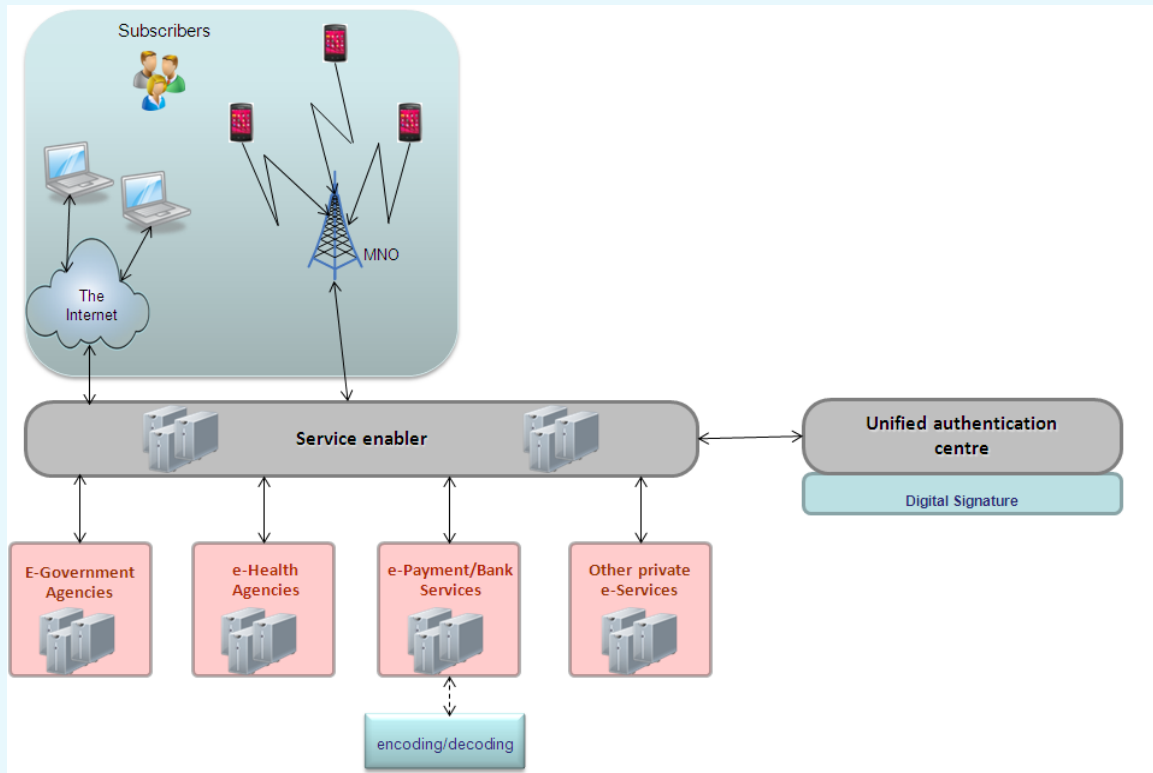 Subscribers
MNO
The
Internet
Service enabler
Unified authentication
centre
Digital Signature
E-Government
Agencies
e-Health
Agencies
e-Payment/Bank
Services
Other private
e-Services
encoding/decoding